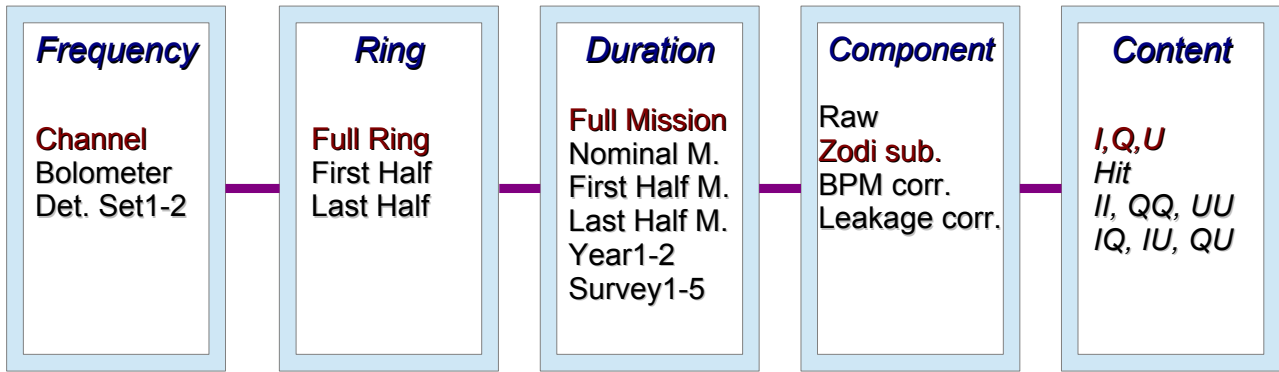 Frequency
Channel
Bolometer
Det. Set1-2
Ring
Full Ring
First Half
Last Half
Duration
Full Mission
Nominal M.
First Half M.
Last Half M.
Year1-2
Survey1-5
Component
Raw
Zodi sub.
BPM corr.
Leakage corr.
Content
I,Q,U
Hit
II, QQ, UU
IQ, IU, QU